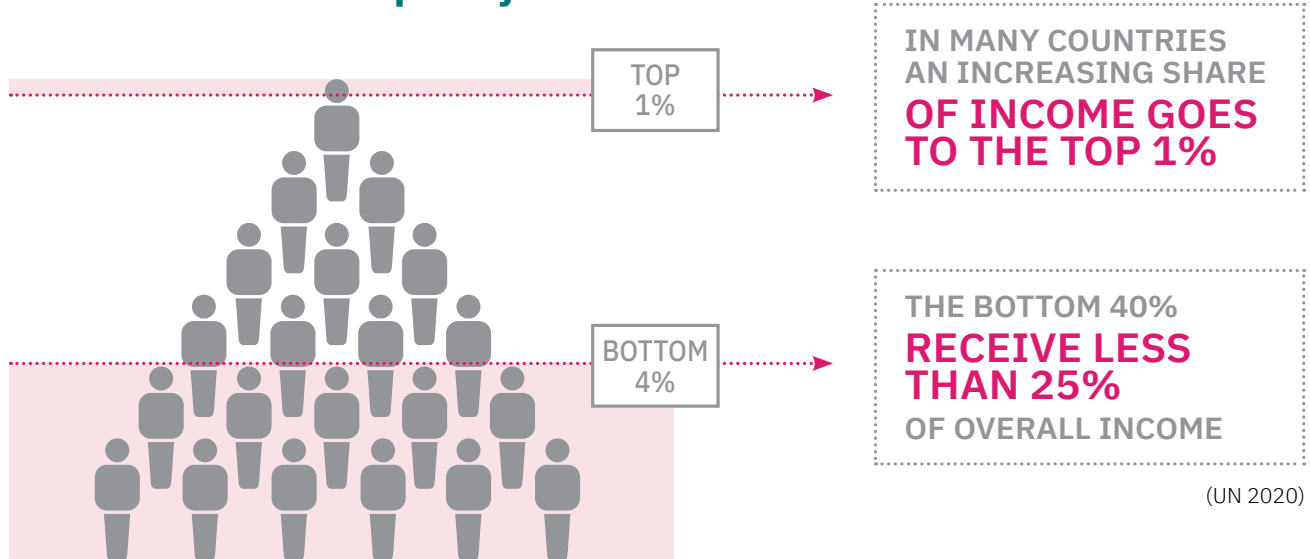 TOP
1%
IN MANY COUNTRIES
AN INCREASING SHARE
OF INCOME GOES
TO THE TOP 1%
BOTTOM
4%
THE BOTTOM 40%
RECEIVE LESS
THAN 25%
OF OVERALL INCOME
(UN 2020)